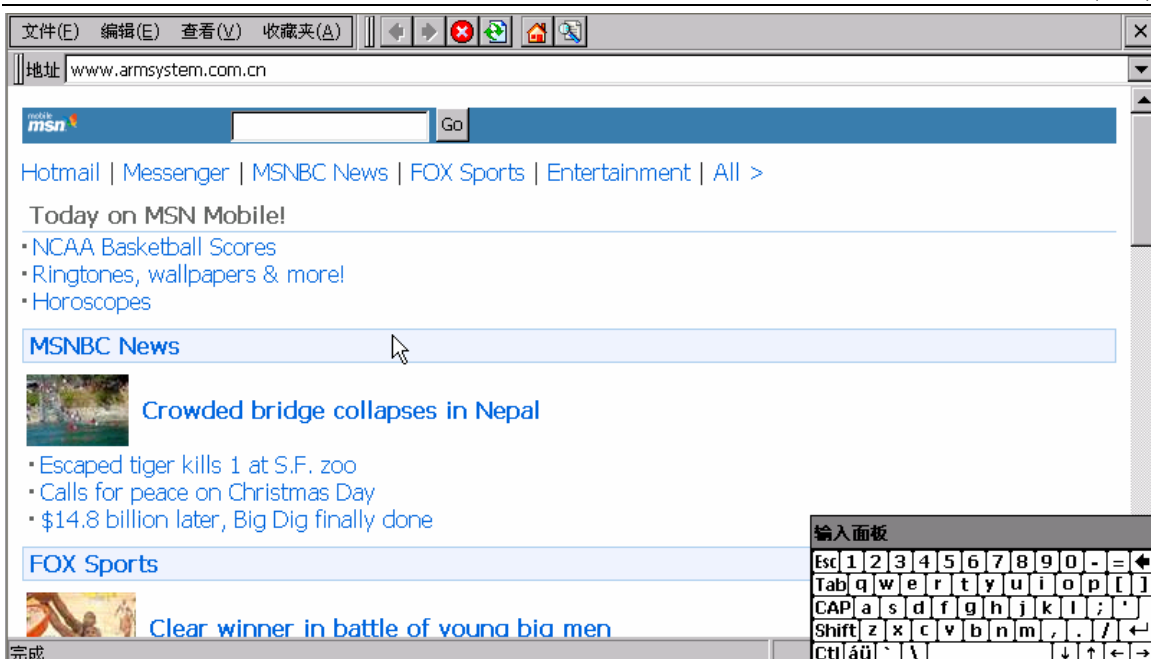 文件(F) 编辑(E) 查看(V) 收藏夹(A)
地址 www.armsystem.com.cn
mobile
msn Go
Hotmail | Messenger | MSNBC News | FOX Sports | Entertainment | All >
Today on MSN Mobile!
NCAA Basketball Scores
Ringtones, wallpapers & more!
Horoscopes
MSNBC News
Crowded bridge collapses in Nepal
Escaped tiger kills 1 at S.F. zoo
Calls for peace on Christmas Day
$14.8 billion later, Big Dig finally done
FOX Sports
Clear winner in battle of young big men
完成
输入面板
Esc 1 2 3 4 5 6 7 8 9 0 - =
Tab q w e r t y u i o p [ ]
CAP a s d f g h j k l ; '
Shift z x c v b n m , . /
Ctl áü ` \